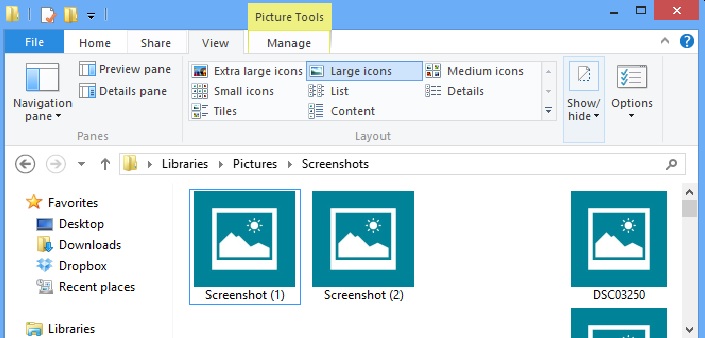 Picture Tools
File Home Share View Manage
Navigation pane
Preview pane
Details pane
Panes
Extra large icons Large icons Medium icons
Small icons List Details
Tiles Content
Layout
Show/
hide
Options
Libraries Pictures Screenshots
Favorites
Desktop
Downloads
Dropbox
Recent places
Libraries
Screenshot (1) Screenshot (2) DSC03250